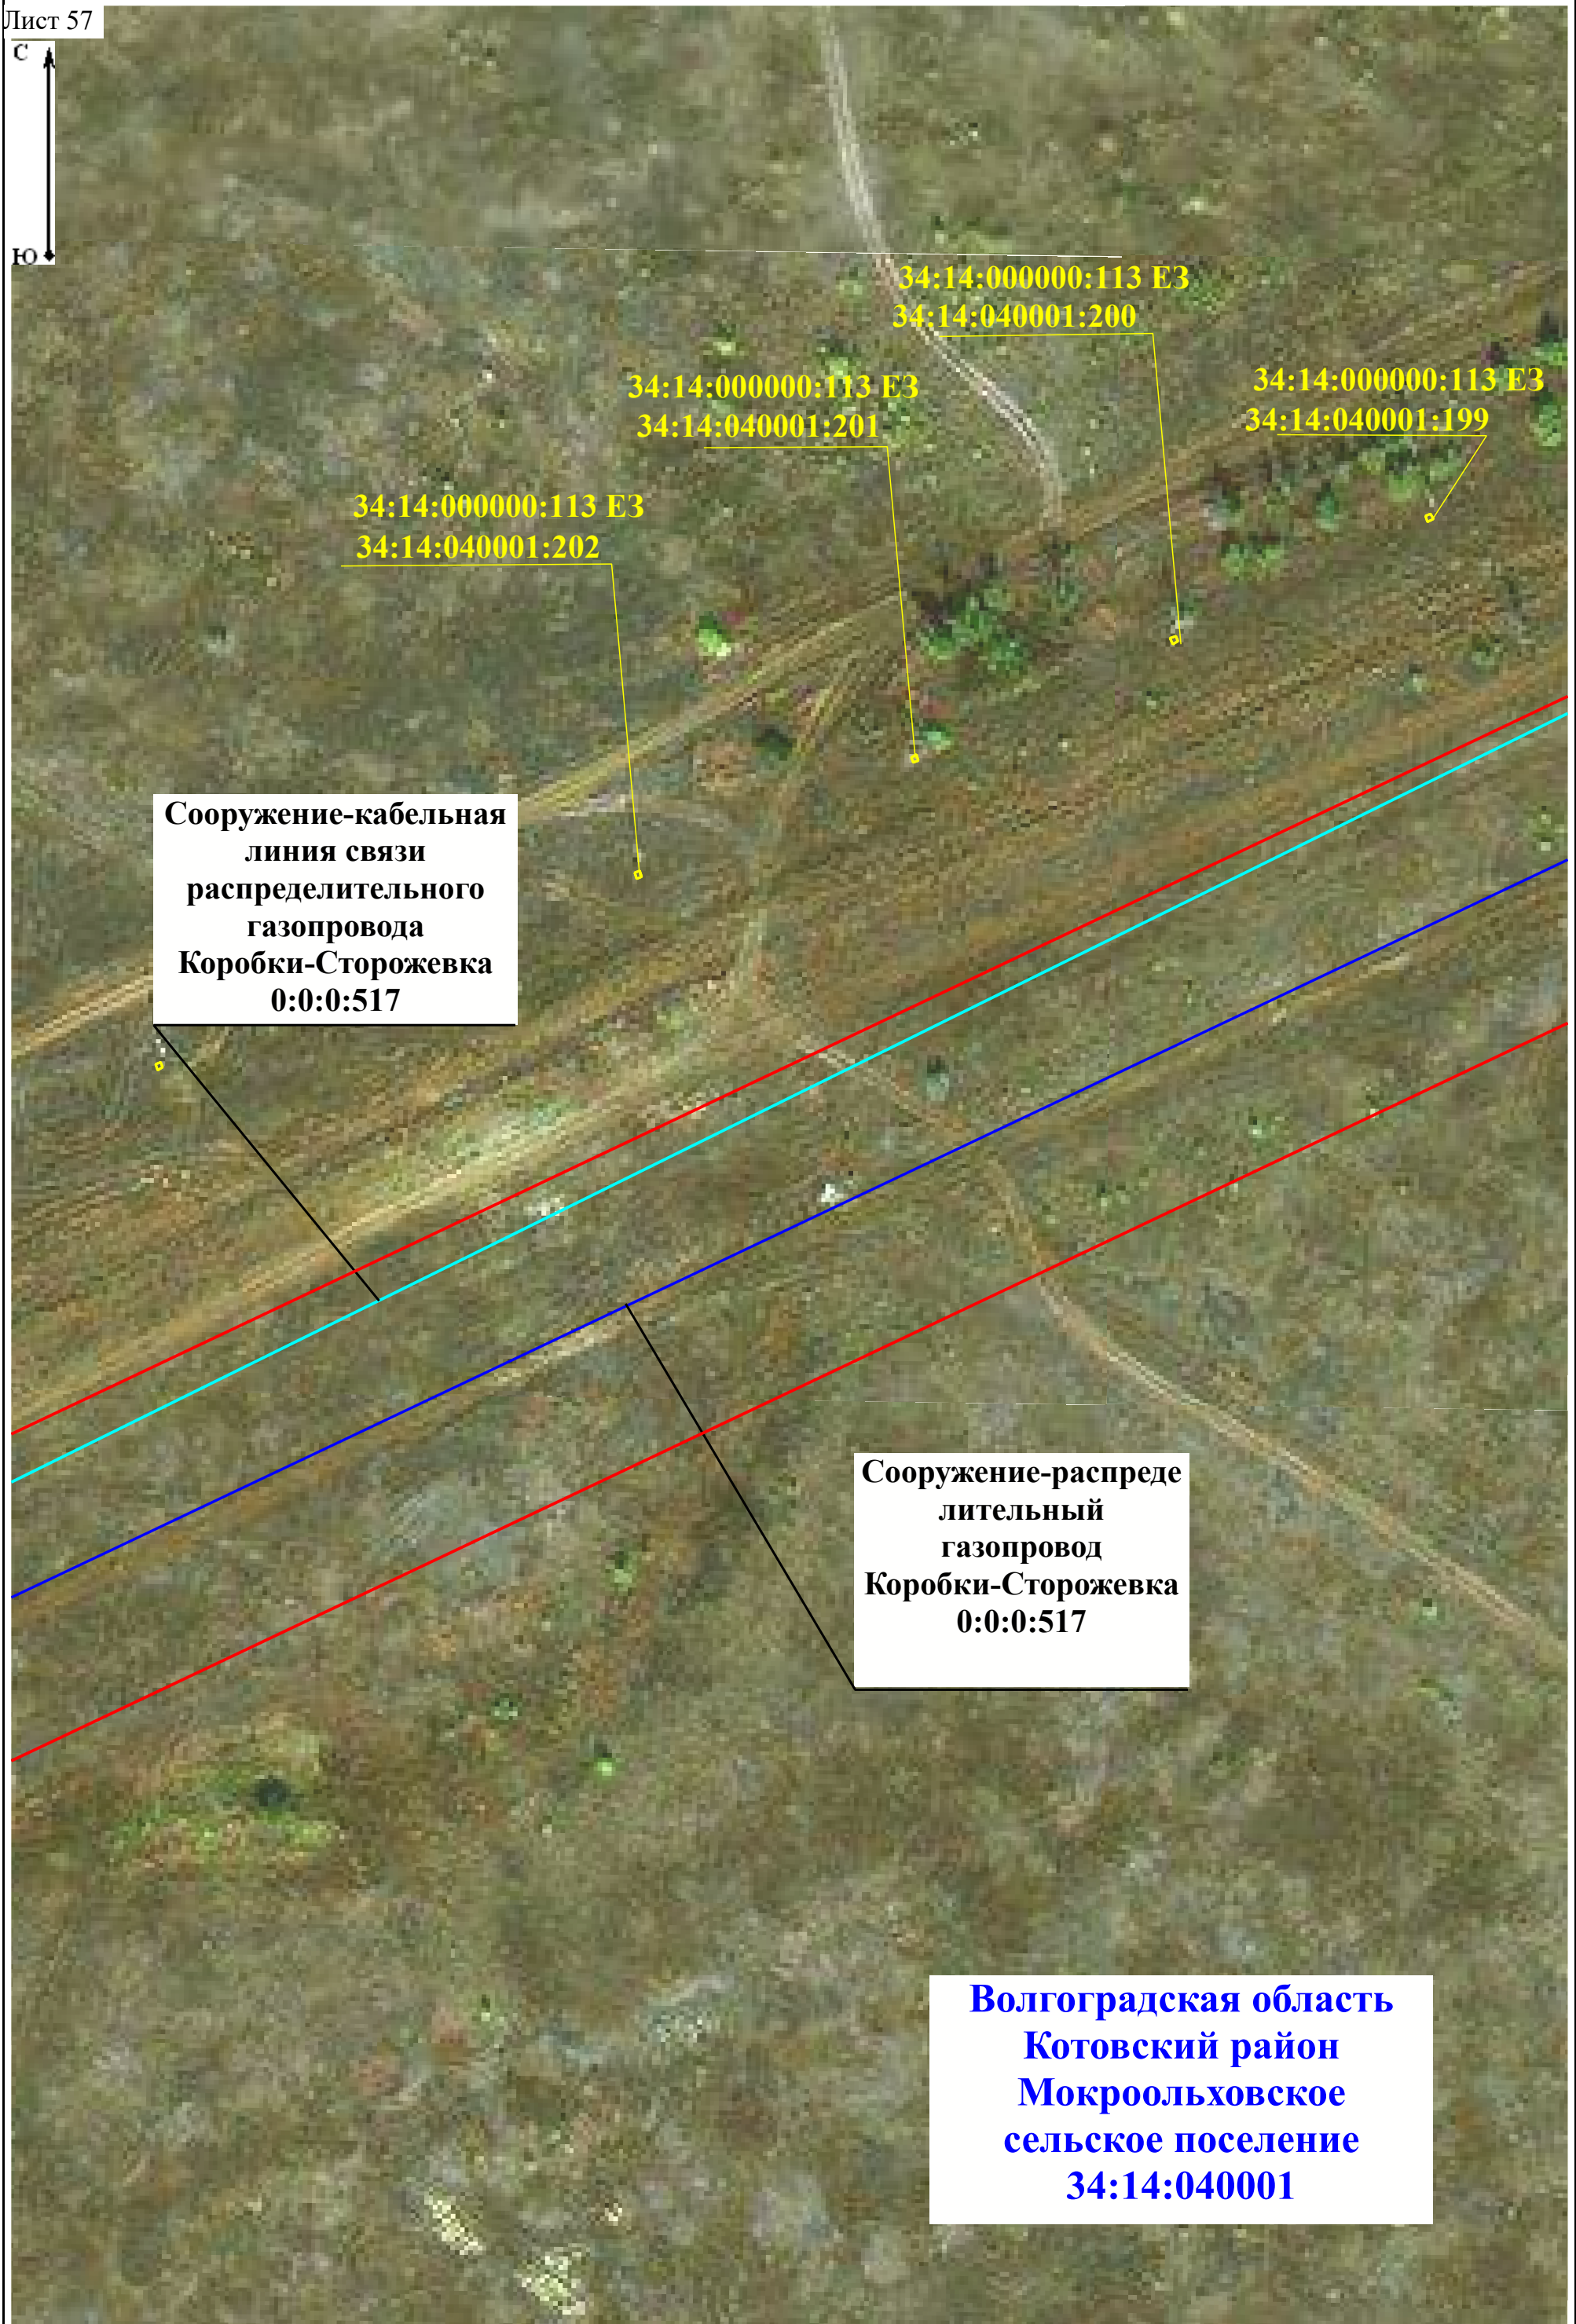 Лист 57
С
Ю
34:14:000000:113 ЕЗ
34:14:040001:200
34:14:000000:113 ЕЗ
34:14:040001:199
34:14:000000:113 ЕЗ
34:14:040001:201
34:14:000000:113 ЕЗ
34:14:040001:202
Сооружение-кабельная
линия связи
распределительного
газопровода
Коробки-Сторожевка
0:0:0:517
Сооружение-распреде
лительный
газопровод
Коробки-Сторожевка
0:0:0:517
Волгоградская область
Котовский район
Мокроольховское
сельское поселение
34:14:040001